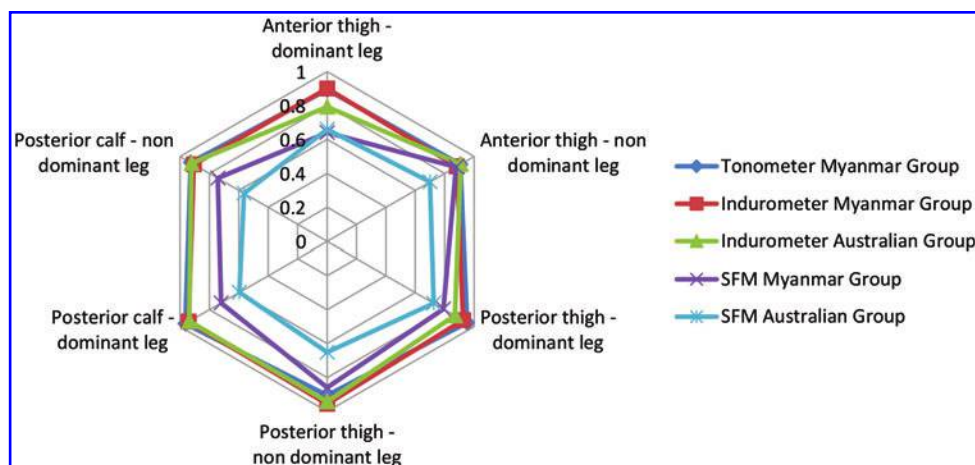 Anterior thigh -
dominant leg
1
0.8
0.6
0.4
0.2
0
Anterior thigh - non
dominant leg
Posterior thigh -
dominant leg
Posterior thigh -
non dominant leg
Posterior calf -
dominant leg
Posterior calf - non
dominant leg
Tonometer Myanmar Group
Indurometer Myanmar Group
Indurometer Australian Group
SFM Myanmar Group
SFM Australian Group